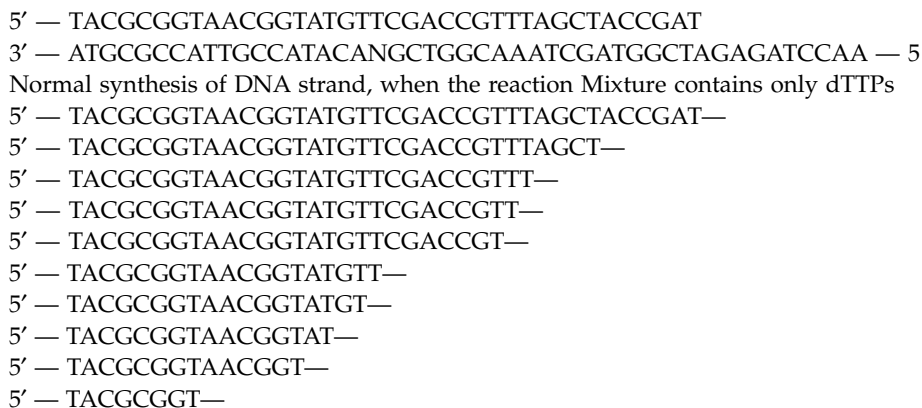 5′ — TACGCGGTAACGGTATGTTCGACCGTTTAGCTACCGAT
3′ — ATGCGCCATTGCCATACANGCTGGCAAATCGATGGCTAGAGATCCAA — 5
Normal synthesis of DNA strand, when the reaction Mixture contains only dTTPs
5′ — TACGCGGTAACGGTATGTTCGACCGTTTAGCTACCGAT—
5′ — TACGCGGTAACGGTATGTTCGACCGTTTAGCT—
5′ — TACGCGGTAACGGTATGTTCGACCGTTT—
5′ — TACGCGGTAACGGTATGTTCGACCGTT—
5′ — TACGCGGTAACGGTATGTTCGACCGT—
5′ — TACGCGGTAACGGTATGTT—
5′ — TACGCGGTAACGGTATGT—
5′ — TACGCGGTAACGGTAT—
5′ — TACGCGGTAACGGT—
5′ — TACGCGGT—